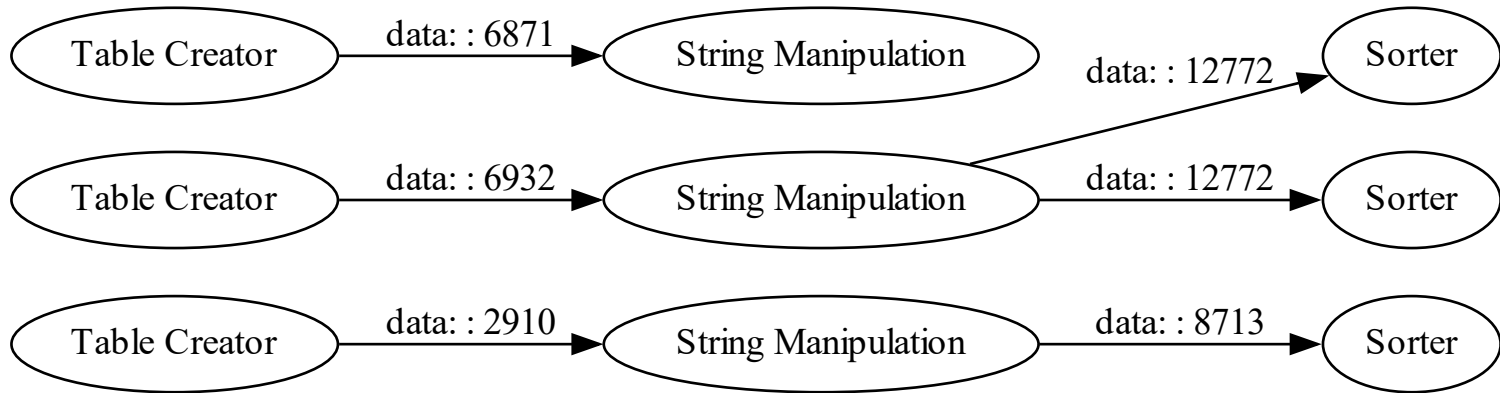 Table Creator
data: : 6871
String Manipulation
data: : 12772
Sorter
Table Creator
data: : 6932
String Manipulation
data: : 12772
Sorter
Table Creator
data: : 2910
String Manipulation
data: : 8713
Sorter